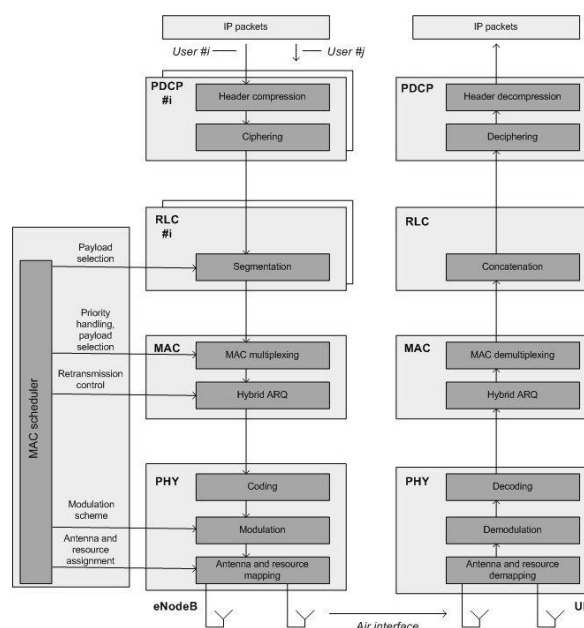 IP packets
User #i
User #j
PDCP
#i
Header compression
Ciphering
RLC
#i
Segmentation
MAC
MAC multiplexing
Hybrid ARQ
PHY
Coding
Modulation
Antenna and resource
mapping
eNodeB
MAC scheduler
Payload
selection
Priority
handling,
payload
selection
Retransmission
control
Modulation
scheme
Antenna and
resource
assignment
Air interface
IP packets
PDCP
Header decompression
Deciphering
RLC
Concatenation
MAC
MAC demultiplexing
Hybrid ARQ
PHY
Decoding
Demodulation
Antenna and
resource demapping